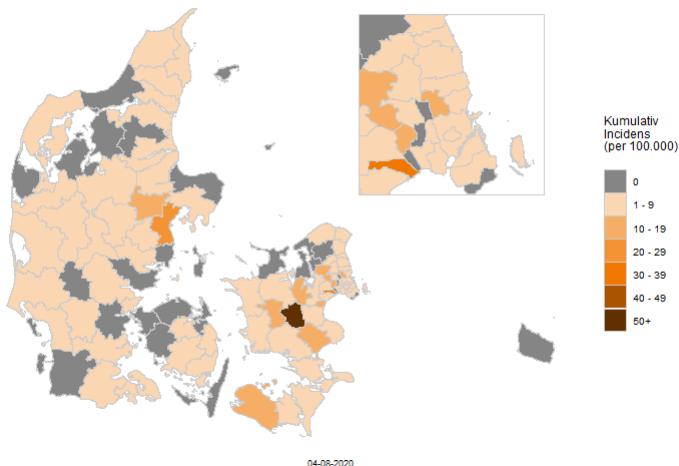 Kumulativ
Incidens
(per 100.000)
0
1 - 9
10 - 19
20 - 29
30 - 39
40 - 49
50+
04-08-2020